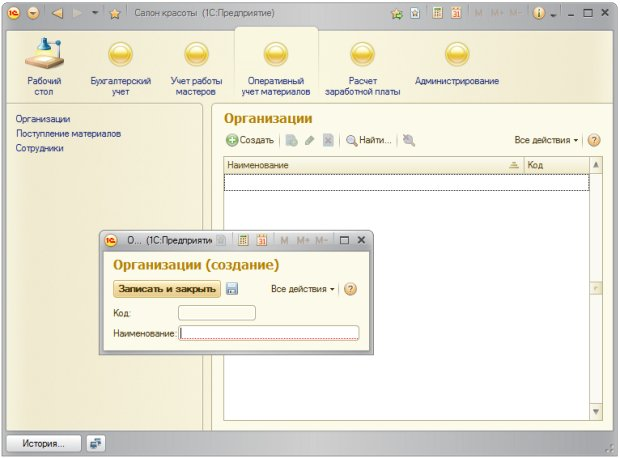 Салон красоты (1С:Предприятие)
M M+ M-
Рабочий стол
Бухгалтерский учет
Учет работы мастеров
Оперативный учет материалов
Расчет заработной платы
Администрирование
Организации
Поступление материалов
Сотрудники
Организации
Создать Найти... Все действия
Наименование Код
О... (1С:Предприяти
M M+ M-
Организации (создание)
Записать и закрыть Все действия
Код:
Наименование:
История...